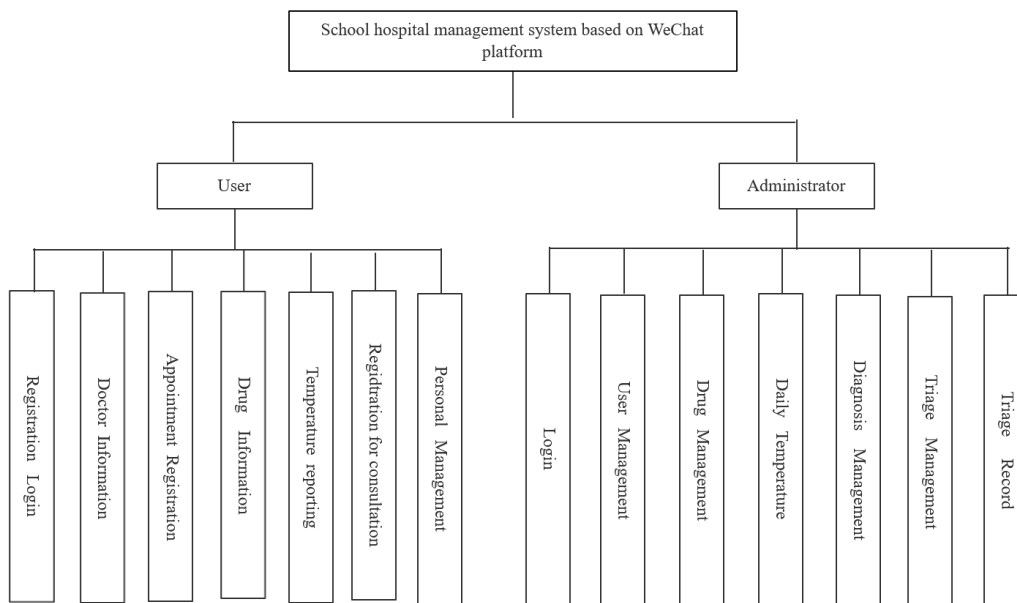 School hospital management system based on WeChat
platform
User
Administrator
Registration Login
Doctor Information
Appointment Registration
Drug Information
Temperature reporting
Regidtration for consultation
Personal Management
Login
User Management
Drug Management
Daily Temperature
Diagnosis Management
Triage Management
Triage Record